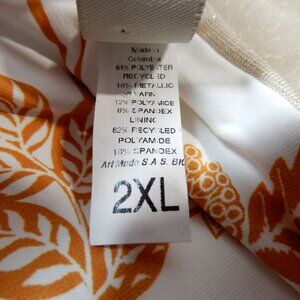 Made in
Colombia
64% POLYESTER
RECYCLED
16% METALLIC
YARN
12% POLYAMIDE
8% SPANDEX
LINING
82% RECYCLED
POLYAMIDE
18% SPANDEX
Art Mode S.A.S. BIC
2XL